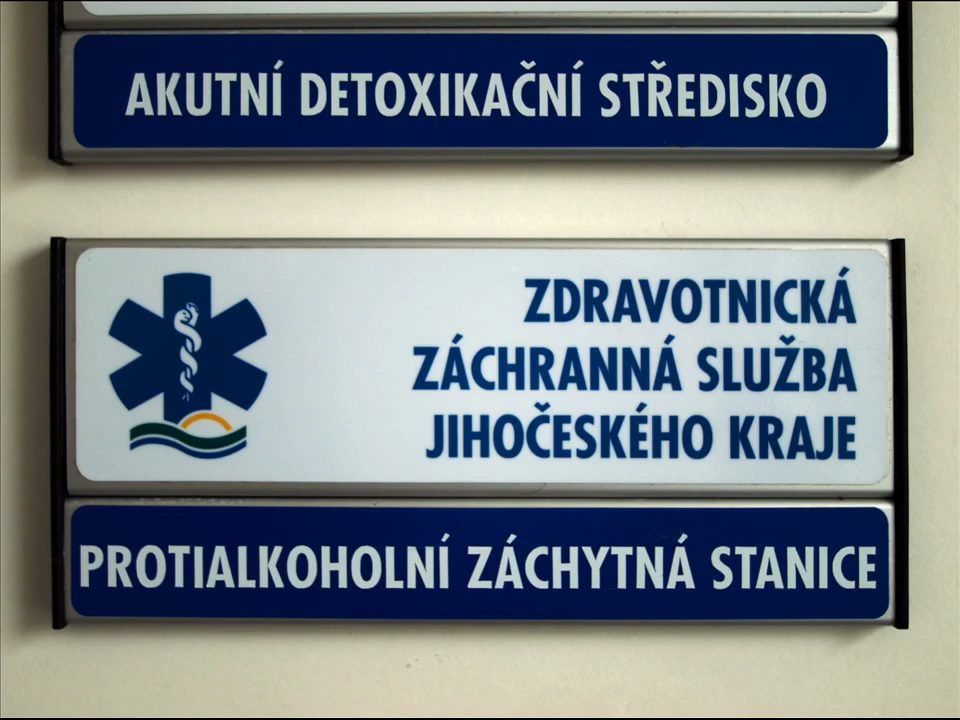 AKUTNÍ DETOXIKAČNÍ STŘEDISKO
ZDRAVOTNICKÁ
ZÁCHRANNÁ SLUŽBA
JIHOČESKÉHO KRAJE
PROTIALKOHOLNÍ ZÁCHYTNÁ STANICE